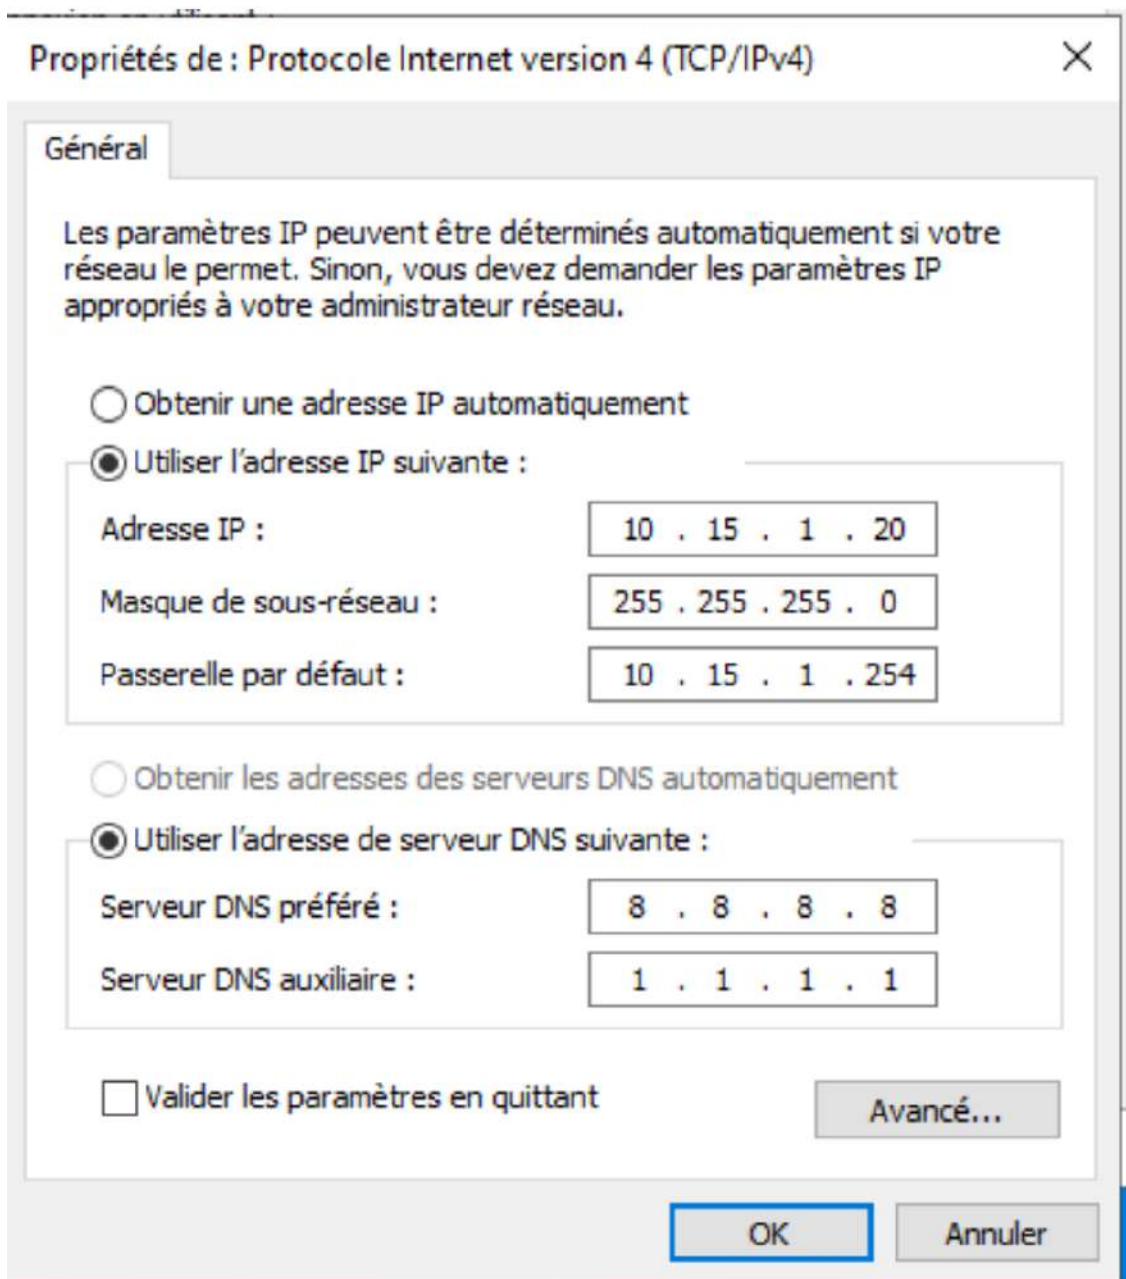 Propriétés de : Protocole Internet version 4 (TCP/IPv4)
Général
Les paramètres IP peuvent être déterminés automatiquement si votre
réseau le permet. Sinon, vous devez demander les paramètres IP
appropriés à votre administrateur réseau.
Obtenir une adresse IP automatiquement
Utiliser l'adresse IP suivante :
Adresse IP : 10 . 15 . 1 . 20
Masque de sous-réseau : 255 . 255 . 255 . 0
Passerelle par défaut : 10 . 15 . 1 . 254
Obtenir les adresses des serveurs DNS automatiquement
Utiliser l'adresse de serveur DNS suivante :
Serveur DNS préféré : 8 . 8 . 8 . 8
Serveur DNS auxiliaire : 1 . 1 . 1 . 1
Valider les paramètres en quittant
Avancé...
OK Annuler